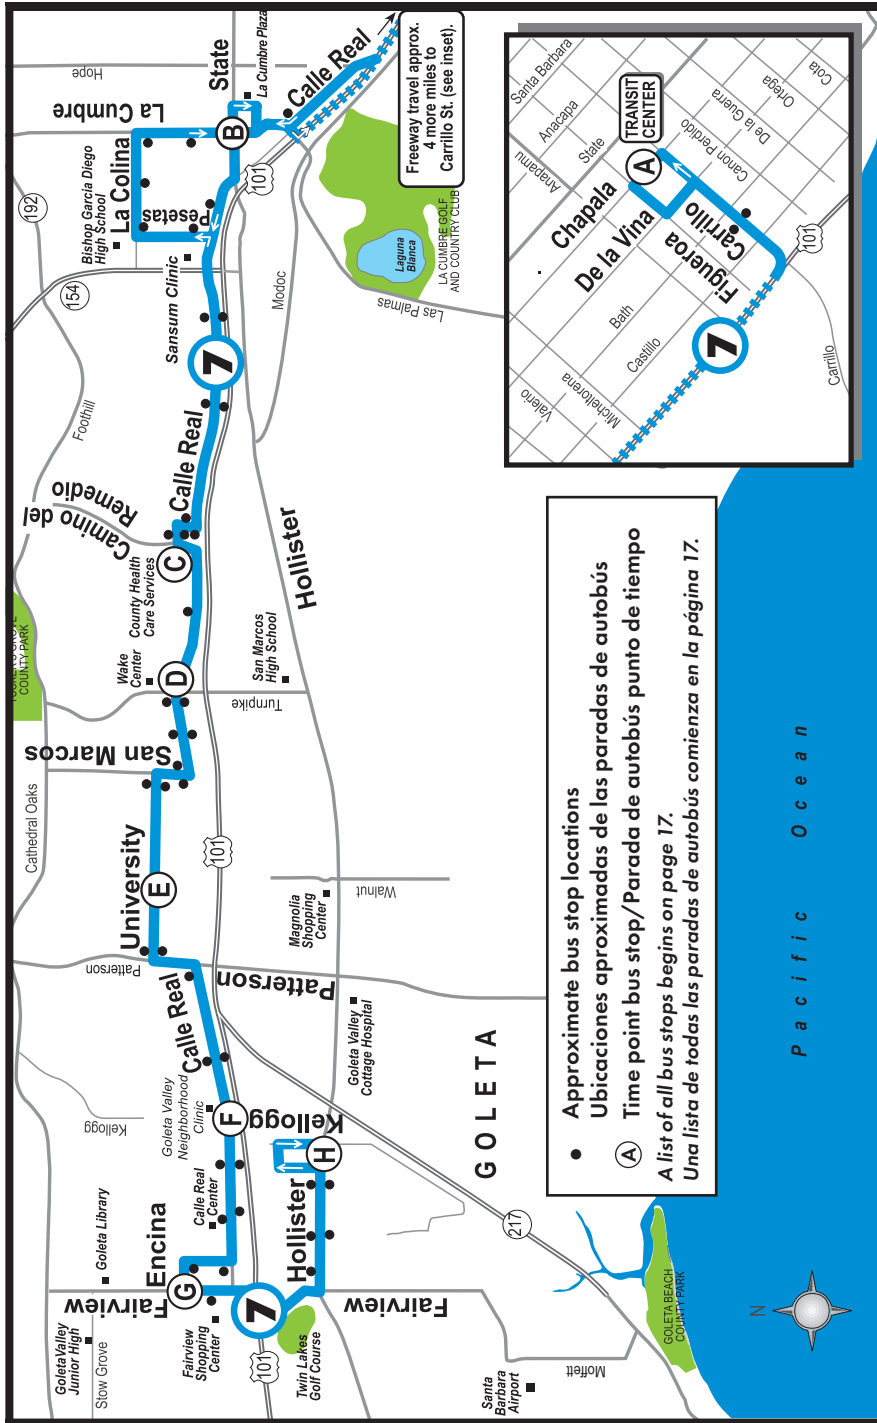 Hope
La Cumbre
State
La Cumbre Plaza
Calle Real
Freeway travel approx.
4 more miles to
Carrillo St. (see inset).
192
154
Bishop Garcia Diego
High School
La Colina
Pesetas
B
101
Sansum Clinic
7
Modoc
Laguna
Blanca
LA CUMBRE GOLF
AND COUNTRY CLUB
Las Palmas
Foothill
Calle Real
Camino del
Remedio
C
County Health
Care Services
Hollister
COUNTY PARK
Wake
Center
D
Turnpike
San Marcos
High School
San Marcos
Cathedral Oaks
University
E
101
Magnolia
Shopping
Center
Walnut
Patterson
Patterson
Calle Real
Goleta Valley
Cottage Hospital
Kellogg
Goleta Valley
Neighborhood
Clinic
F
Kellogg
H
Calle Real
Center
Hollister
GOLETA
217
Goleta Library
Encina
G
Fairview
7
101
Fairview
Goleta Valley
Junior High
Stow Grove
Fairview
Shopping
Center
Twin Lakes
Golf Course
Santa
Barbara
Airport
Moffett
GOLETA BEACH
COUNTY PARK
N
Pacific Ocean
Santa Barbara
Anacapa
State
Anapamu
Chapala
De la Vina
A
TRANSIT
CENTER
Cota
Ortega
De la Guerra
Canon Perdido
Carrillo
Figueroa
Bath
Castillo
Micheltorena
Valerio
7
101
Carrillo
Approximate bus stop locations
Ubicaciones aproximadas de las paradas de autobús
A Time point bus stop/Parada de autobús punto de tiempo
A list of all bus stops begins on page 17.
Una lista de todas las paradas de autobús comienza en la página 17.